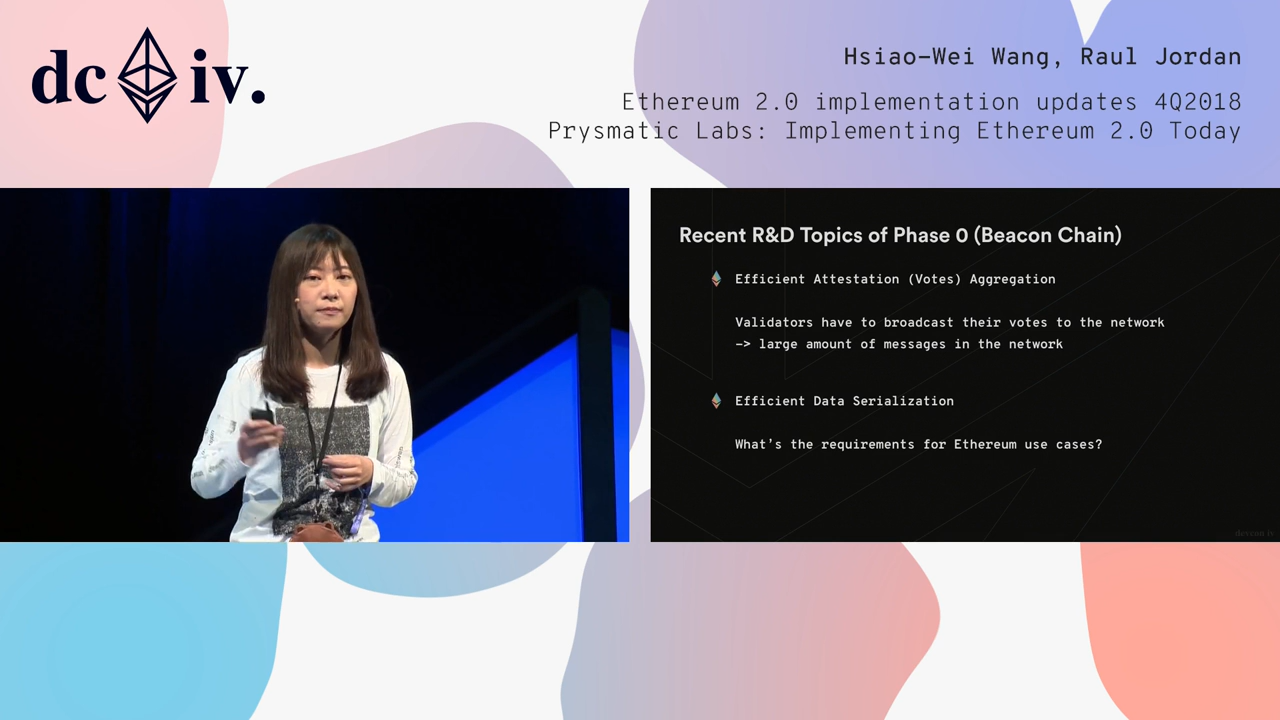 dc iv.
Hsiao-Wei Wang, Raul Jordan
Ethereum 2.0 implementation updates 4Q2018
Prysmatic Labs: Implementing Ethereum 2.0 Today
Recent R&D Topics of Phase 0 (Beacon Chain)
Efficient Attestation (Votes) Aggregation
Validators have to broadcast their votes to the network
-> large amount of messages in the network
Efficient Data Serialization
What's the requirements for Ethereum use cases?